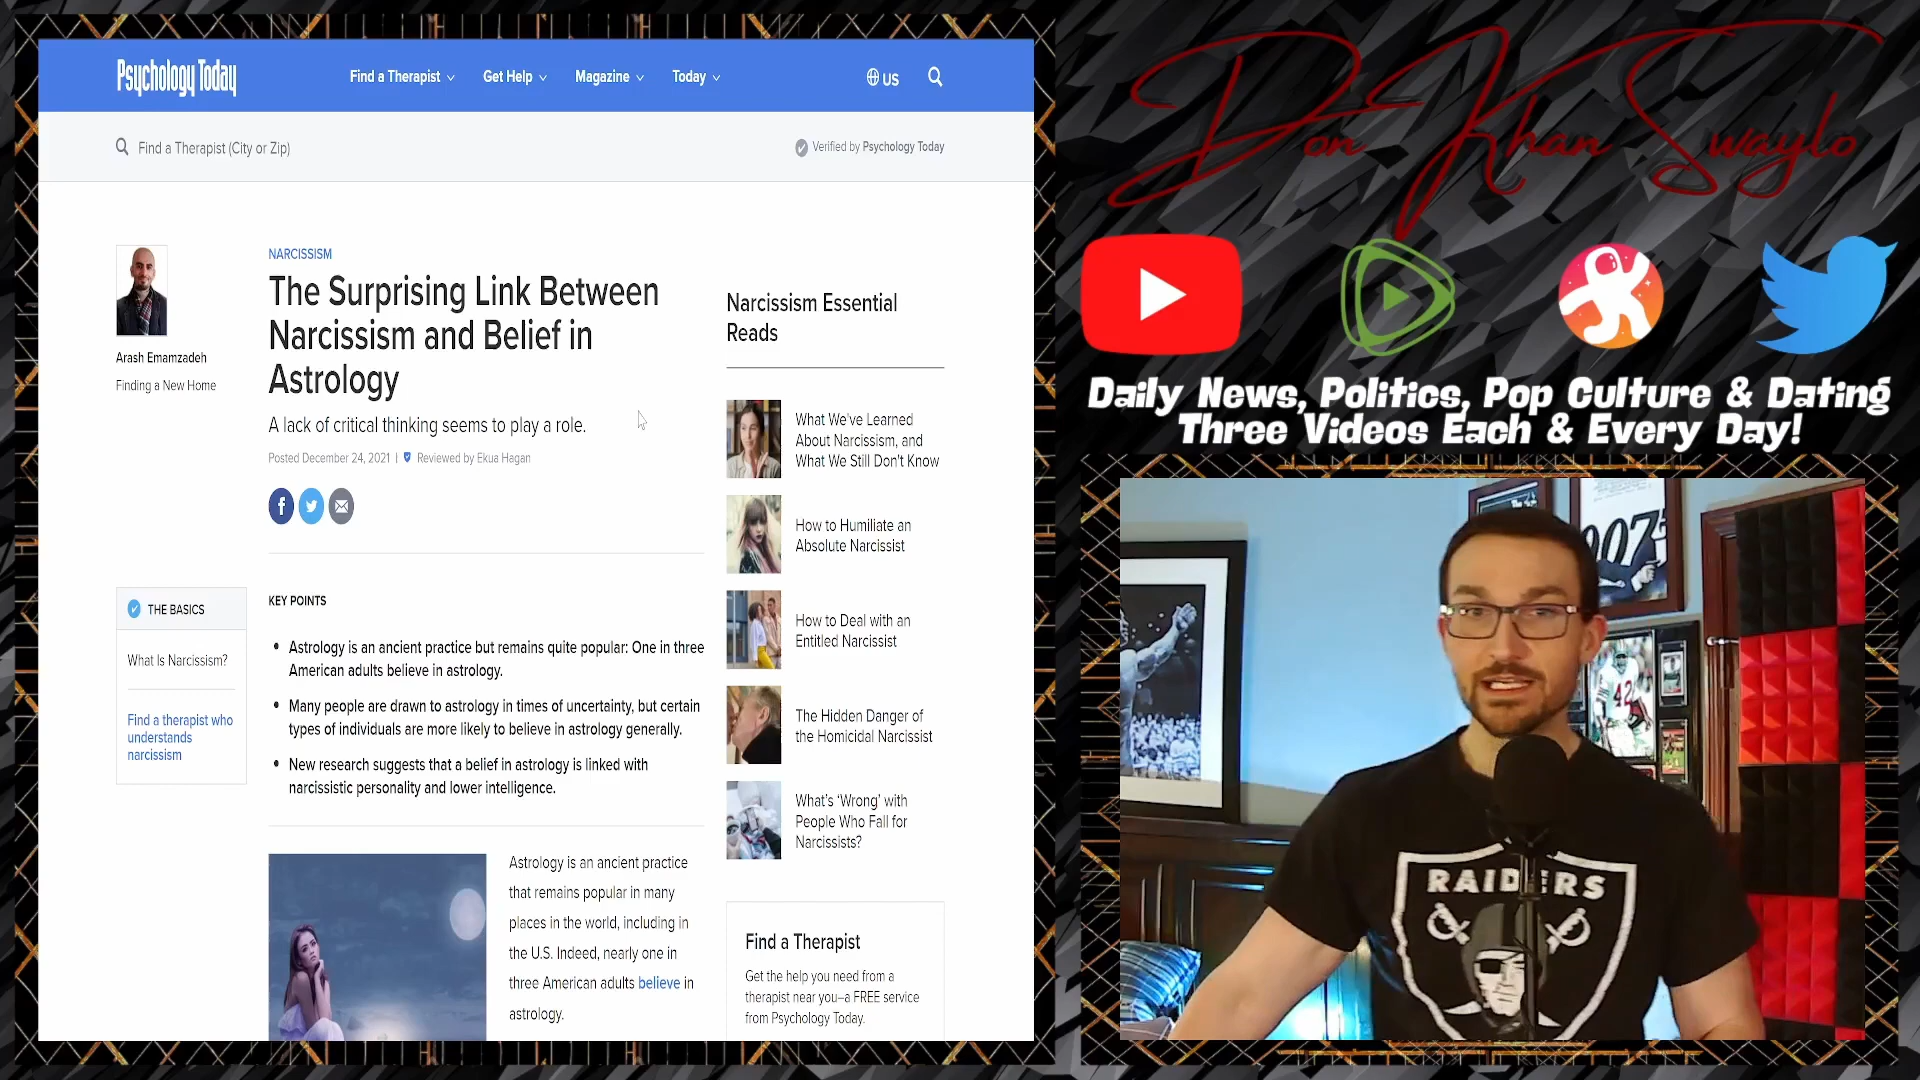 Psychology Today
Find a Therapist
Get Help
Magazine
Today
US
Find a Therapist (City or Zip)
Verified by Psychology Today
Arash Emamzadeh
Finding a New Home
NARCISSISM
The Surprising Link Between
Narcissism and Belief in
Astrology
A lack of critical thinking seems to play a role.
Posted December 24, 2021 | Reviewed by Ekua Hagan
THE BASICS
What Is Narcissism?
Find a therapist who
understands
narcissism
KEY POINTS
Astrology is an ancient practice but remains quite popular: One in three
American adults believe in astrology.
Many people are drawn to astrology in times of uncertainty, but certain
types of individuals are more likely to believe in astrology generally.
New research suggests that a belief in astrology is linked with
narcissistic personality and lower intelligence.
Astrology is an ancient practice
that remains popular in many
places in the world, including in
the U.S. Indeed, nearly one in
three American adults believe in
astrology.
Narcissism Essential
Reads
What We've Learned
About Narcissism, and
What We Still Don't Know
How to Humiliate an
Absolute Narcissist
How to Deal with an
Entitled Narcissist
The Hidden Danger of
the Homicidal Narcissist
What's ‘Wrong’ with
People Who Fall for
Narcissists?
Find a Therapist
Get the help you need from a
therapist near you–a FREE service
from Psychology Today.
Don Khan Swaylo
Daily News, Politics, Pop Culture & Dating
Three Videos Each & Every Day!
007
42
RAIDERS